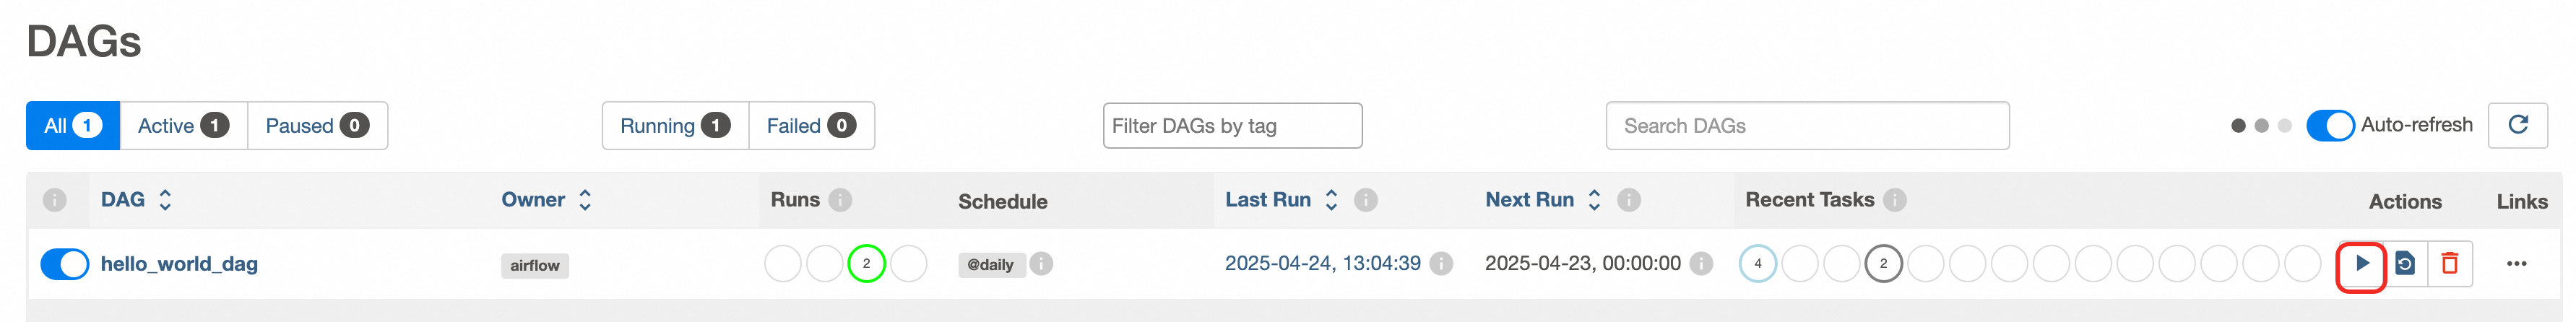 DAGs
All 1 Active 1 Paused 0 Running 1 Failed 0 Filter DAGs by tag Search DAGs Auto-refresh
DAG Owner Runs Schedule Last Run Next Run Recent Tasks Actions Links
hello_world_dag airflow 2 @daily 2025-04-24, 13:04:39 2025-04-23, 00:00:00 4 2